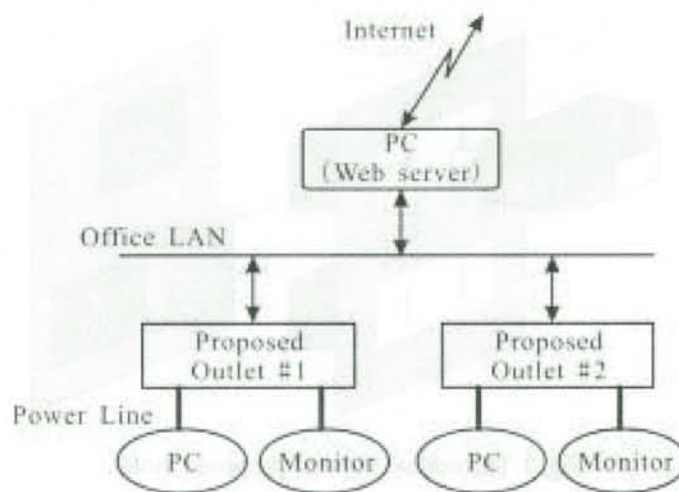 Internet
PC
(Web server)
Office LAN
Proposed
Outlet #1
Proposed
Outlet #2
Power Line
PC
Monitor
PC
Monitor